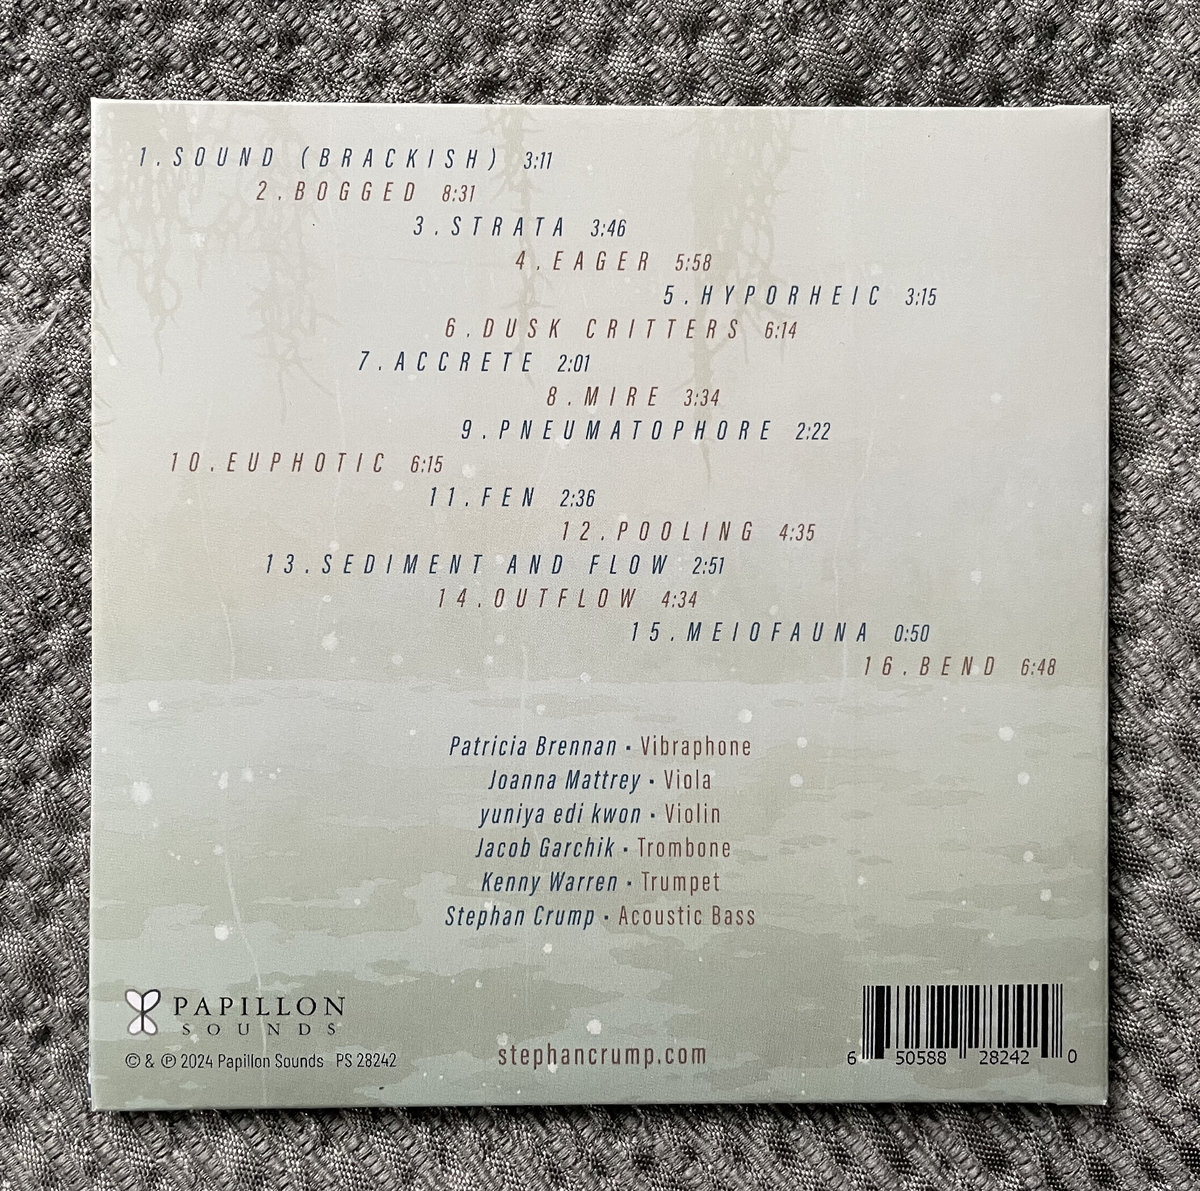 1. SOUND (BRACKISH) 3:11
2. BOGGED 8:31
3. STRATA 3:46
4. EAGER 5:58
5. HYPORHEIC 3:15
6. DUSK CRITTERS 6:14
7. ACCRETE 2:01
8. MIRE 3:34
9. PNEUMATOPHORE 2:22
10. EUPHOTIC 6:15
11. FEN 2:36
12. POOLING 4:35
13. SEDIMENT AND FLOW 2:51
14. OUTFLOW 4:34
15. MEIOFAUNA 0:50
16. BEND 6:48
Patricia Brennan • Vibraphone
Joanna Mattrey • Viola
yuniya edi kwon • Violin
Jacob Garchik • Trombone
Kenny Warren • Trumpet
Stephan Crump • Acoustic Bass
PAPILLON
SOUNDS
© & ℗ 2024 Papillon Sounds PS 28242
stephancrump.com
6 50588 28242 0